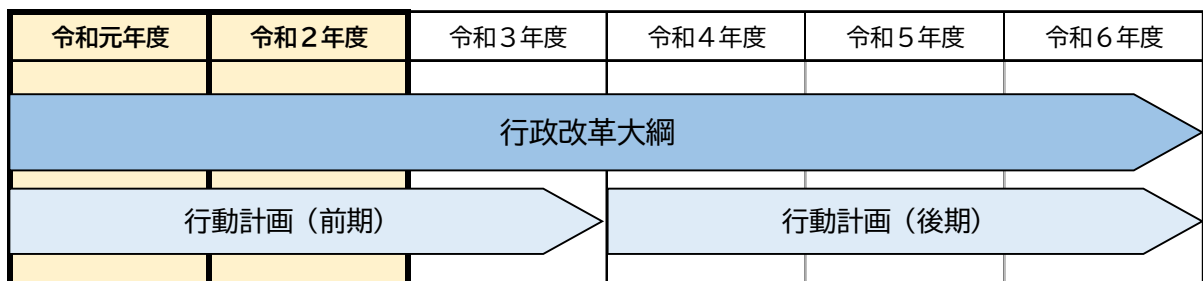 令和元年度 令和２年度 令和３年度 令和４年度 令和５年度 令和６年度
行政改革大綱
行動計画（前期） 行動計画（後期）